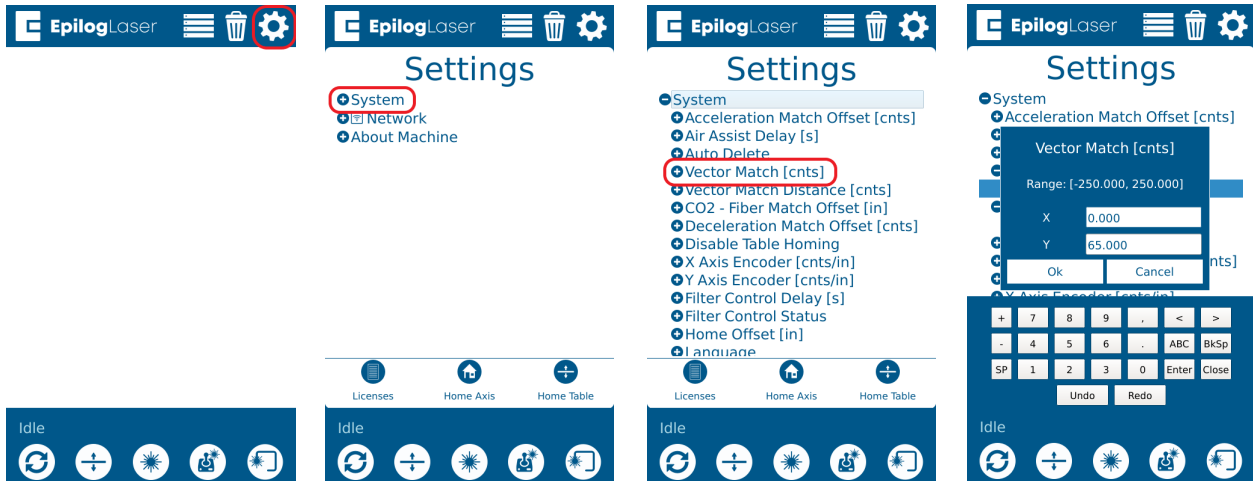 EpilogLaser
Idle
EpilogLaser
Settings
System
Network
About Machine
Licenses
Home Axis
Home Table
Idle
EpilogLaser
Settings
System
Acceleration Match Offset [cnts]
Air Assist Delay [s]
Auto Delete
Vector Match [cnts]
Vector Match Distance [cnts]
CO2 - Fiber Match Offset [in]
Deceleration Match Offset [cnts]
Disable Table Homing
X Axis Encoder [cnts/in]
Y Axis Encoder [cnts/in]
Filter Control Delay [s]
Filter Control Status
Home Offset [in]
Language
Licenses
Home Axis
Home Table
Idle
EpilogLaser
Settings
System
Acceleration Match Offset [cnts]
Vector Match [cnts]
Range: [-250.000, 250.000]
X 0.000
Y 65.000
nts]
Ok Cancel
X Axis Encoder [cnts/in]
+ 7 8 9 , < >
- 4 5 6 . ABC BkSp
SP 1 2 3 0 Enter Close
Undo Redo
Idle